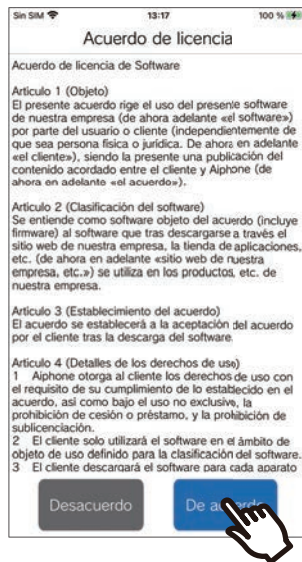 Sin SIM 13:17 100 %
Acuerdo de licencia
Acuerdo de licencia de Software
Articulo 1 (Objeto)
El presente acuerdo rige el uso del presente software
de nuestra empresa (de ahora adelante «el software»)
por parte del usuario o cliente (independientemente de
que sea persona física o jurídica. De ahora en adelante
«el cliente»), siendo la presente una publicación del
contenido acordado entre el cliente y Aiphone (de
ahora en adelante «el acuerdo»).
Articulo 2 (Clasificación del software)
Se entiende como software objeto del acuerdo (incluye
firmware) al software que tras descargarse a través el
sitio web de nuestra empresa, la tienda de aplicaciones,
etc. (de ahora en adelante «sitio web de nuestra
empresa, etc.») se utiliza en los productos, etc. de
nuestra empresa.
Articulo 3 (Establecimiento del acuerdo)
El acuerdo se establecerá a la aceptación del acuerdo
por el cliente tras la descarga del software.
Articulo 4 (Detalles de los derechos de uso)
1 Aiphone otorga al cliente los derechos de uso con
el requisito de su cumplimiento de lo establecido en el
acuerdo, así como bajo el uso no exclusivo, la
prohibición de cesión o préstamo, y la prohibición de
sublicenciación.
2 El cliente solo utilizará el software en el ámbito de
objeto de uso definido para la clasificación del software.
3 El cliente descargará el software para cada aparato
Desacuerdo
De acuerdo